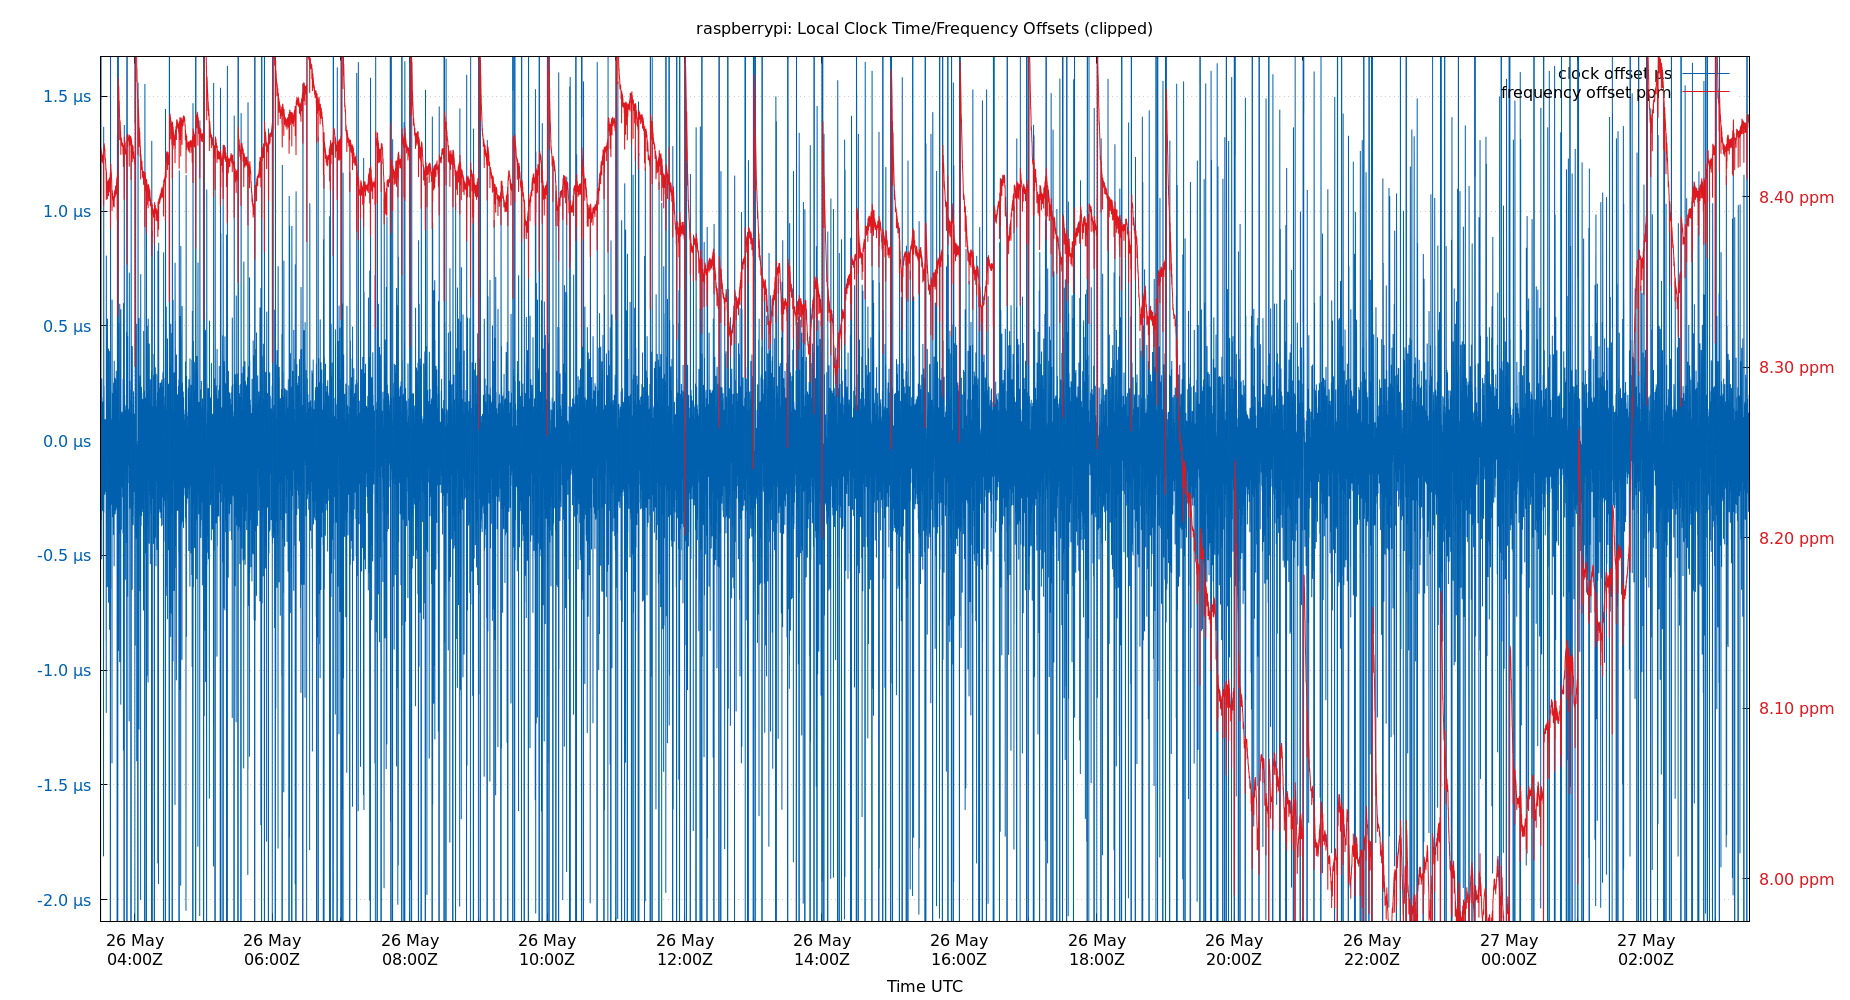 raspberrypi: Local Clock Time/Frequency Offsets (clipped)
clock offset µs
frequency offset ppm
1.5 µs
1.0 µs
0.5 µs
0.0 µs
-0.5 µs
-1.0 µs
-1.5 µs
-2.0 µs
8.40 ppm
8.30 ppm
8.20 ppm
8.10 ppm
8.00 ppm
26 May 26 May 26 May 26 May 26 May 26 May 26 May 26 May 26 May 26 May 27 May 27 May
04:00Z 06:00Z 08:00Z 10:00Z 12:00Z 14:00Z 16:00Z 18:00Z 20:00Z 22:00Z 00:00Z 02:00Z
Time UTC